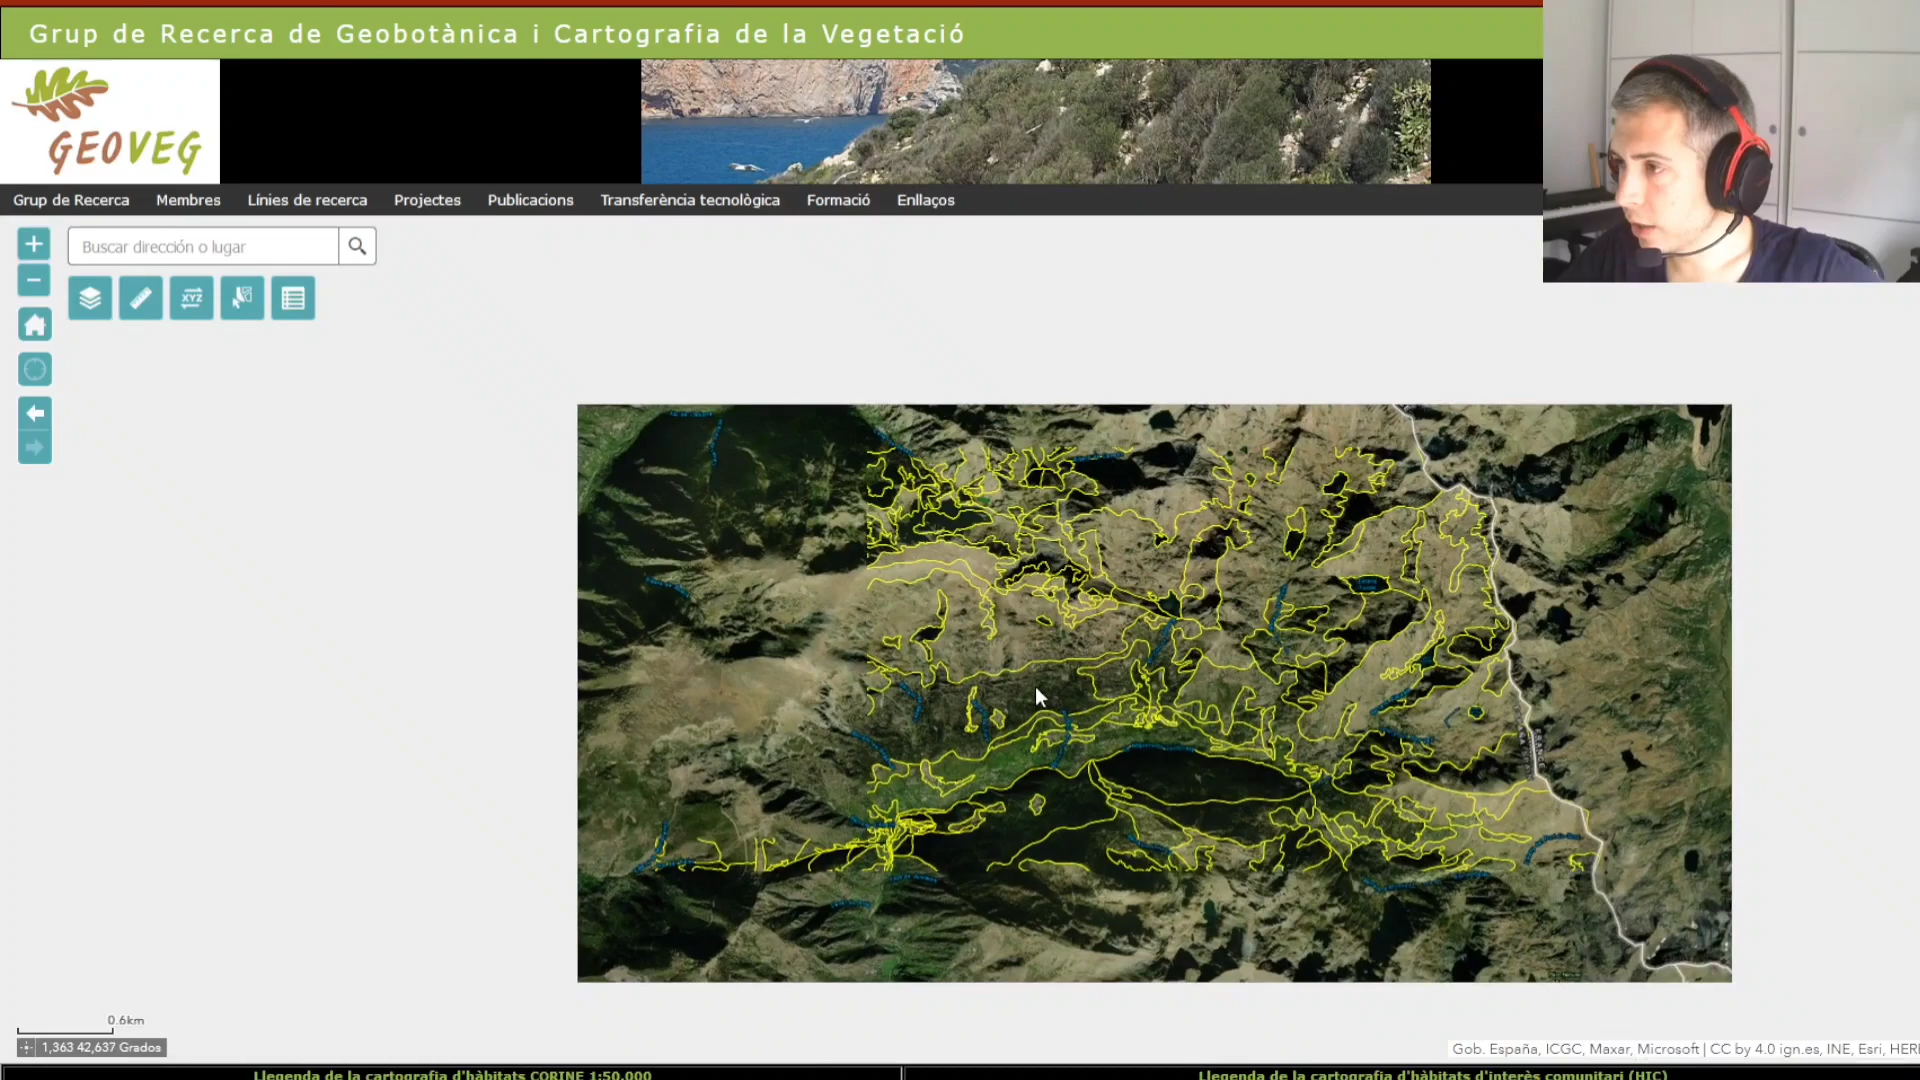 Grup de Recerca de Geobotànica i Cartografia de la Vegetació
GEOVEG
Grup de Recerca
Membres
Línies de recerca
Projectes
Publicacions
Transferència tecnològica
Formació
Enllaços
+
Buscar dirección o lugar
−
XYZ
FRANCE
0.6km
1,363 42,637 Grados
Gob. España, ICGC, Maxar, Microsoft | CC by 4.0 ign.es, INE, Esri, HERE
Llegenda de la cartografia d'hàbitats CORINE 1:50.000
Llegenda de la cartografia d'hàbitats d'interès comunitari (HIC)